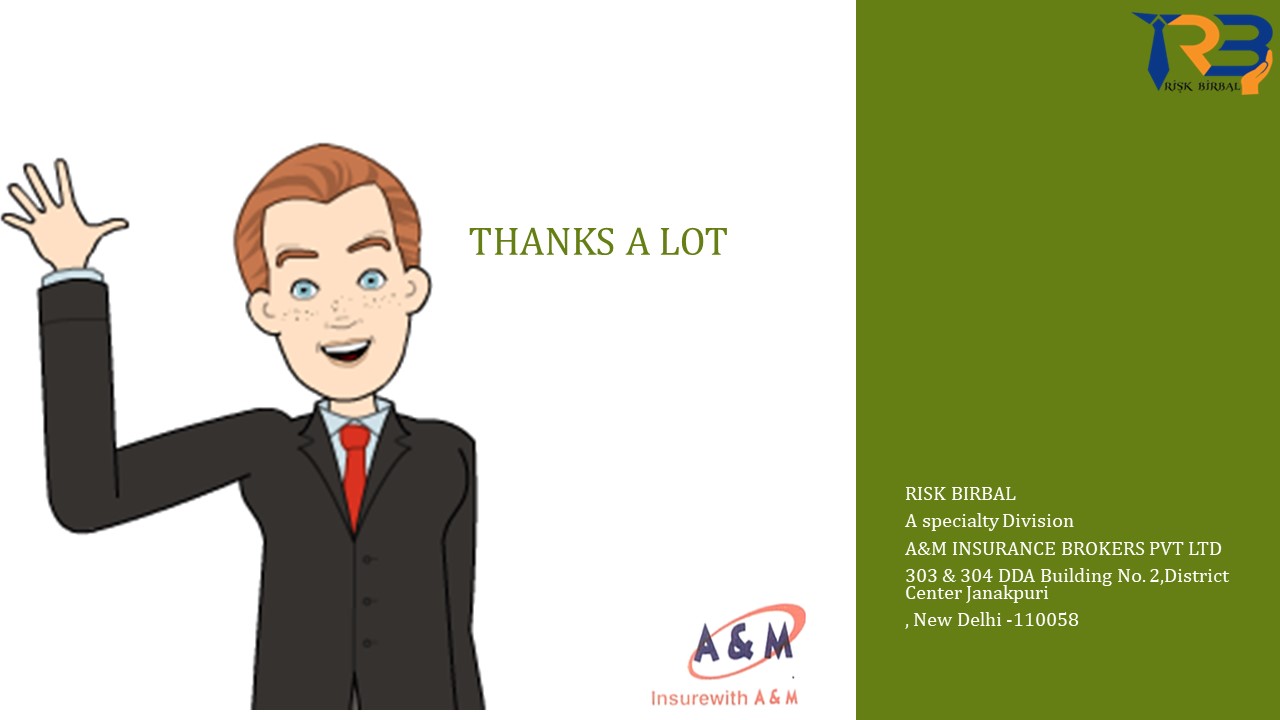 RISK BIRBAL
THANKS A LOT
RISK BIRBAL
A specialty Division
A&M INSURANCE BROKERS PVT LTD
303 & 304 DDA Building No. 2,District
Center Janakpuri
, New Delhi -110058
A & M
Insurewith A & M